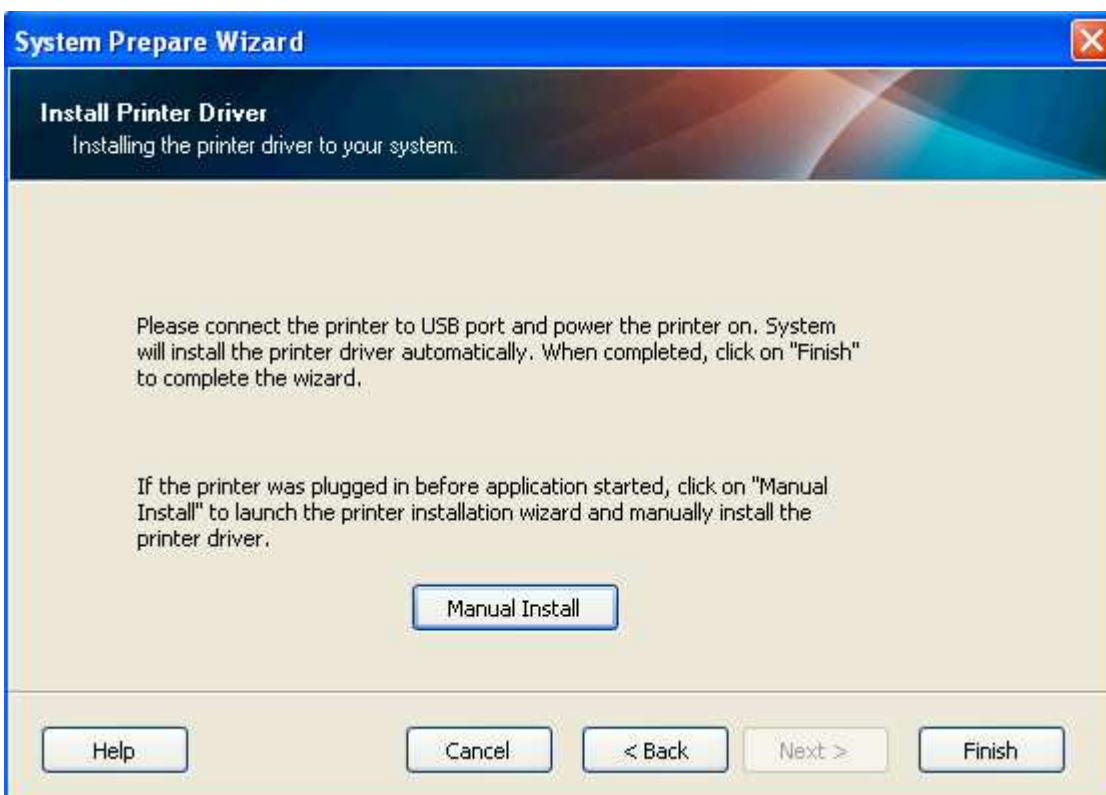 System Prepare Wizard
Install Printer Driver
Installing the printer driver to your system.
Please connect the printer to USB port and power the printer on. System
will install the printer driver automatically. When completed, click on "Finish"
to complete the wizard.
If the printer was plugged in before application started, click on "Manual
Install" to launch the printer installation wizard and manually install the
printer driver.
Manual Install
Help
Cancel
< Back
Next >
Finish